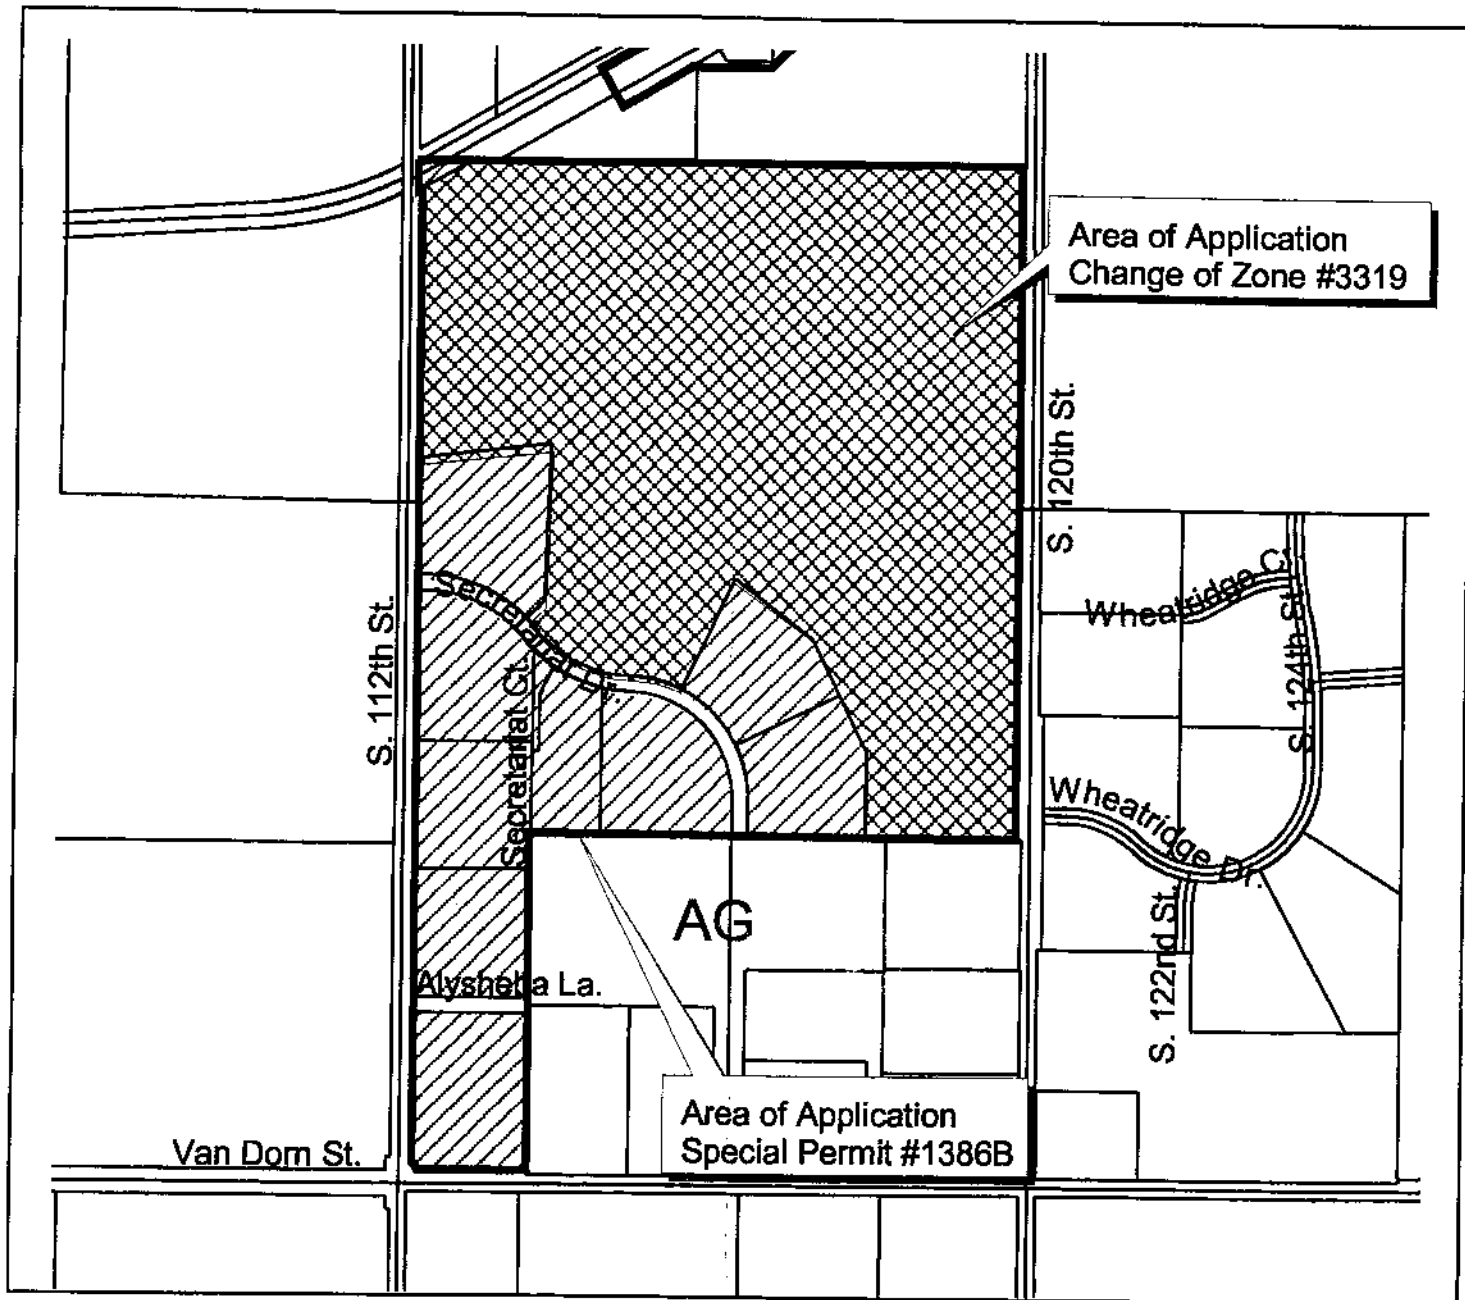 Area of Application
Change of Zone #3319
S. 120th St.
Wheatridge Ct.
S. 124th St.
Secretariat
S. 112th St.
Secretariat Ct.
Wheatridge Dr.
AG
S. 122nd St.
Alysheba La.
Area of Application
Special Permit #1386B
Van Dorn St.